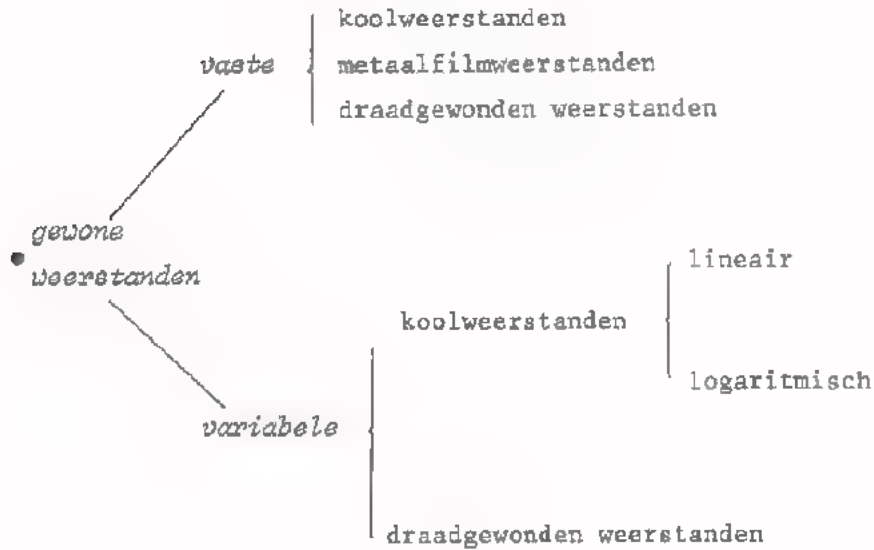 koolweerstanden
vaste
metaalfilmweerstanden
draadgewonden weerstanden
gewone
weerstanden
lineair
koolweerstanden
logaritmisch
variabele
draadgewonden weerstanden